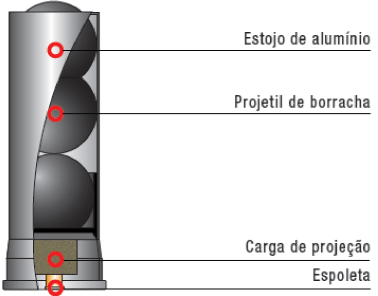 Estojo de alumínio
Projetil de borracha
Carga de projeção
Espoleta